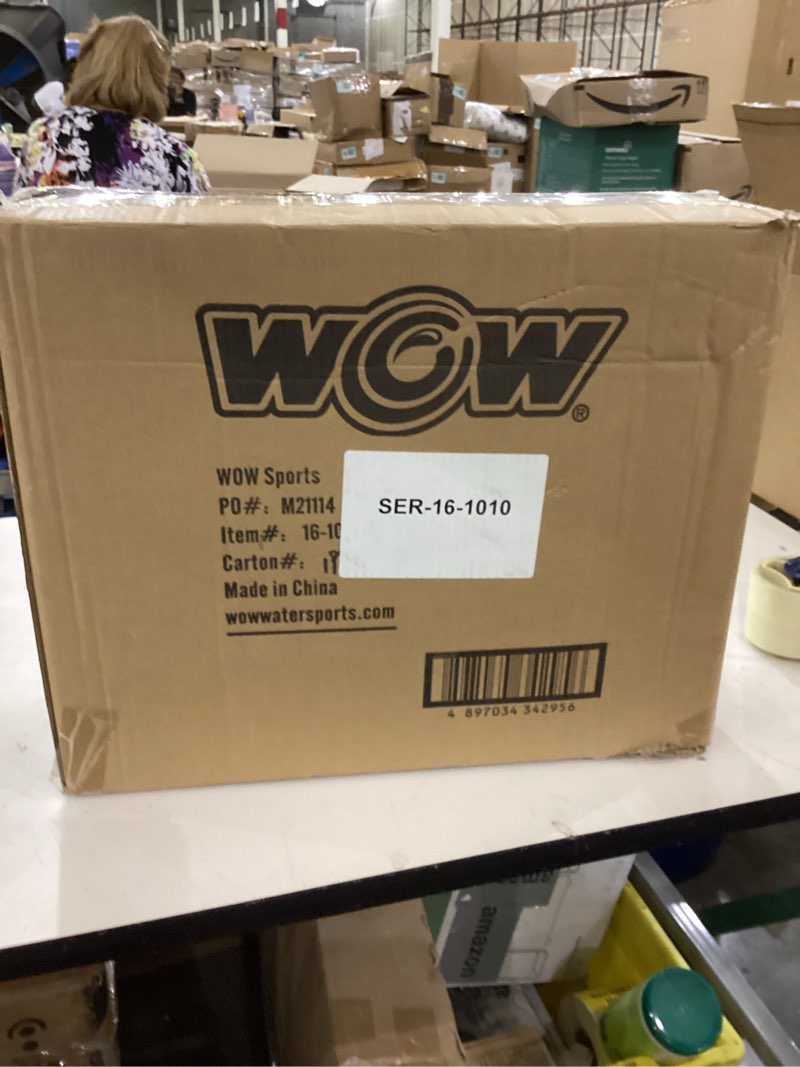 WOW®
WOW Sports
PO#: M21114
Item#: 16-10
Carton#:
Made in China
wowwatersports.com
SER-16-1010
4 897034 342956
amazon